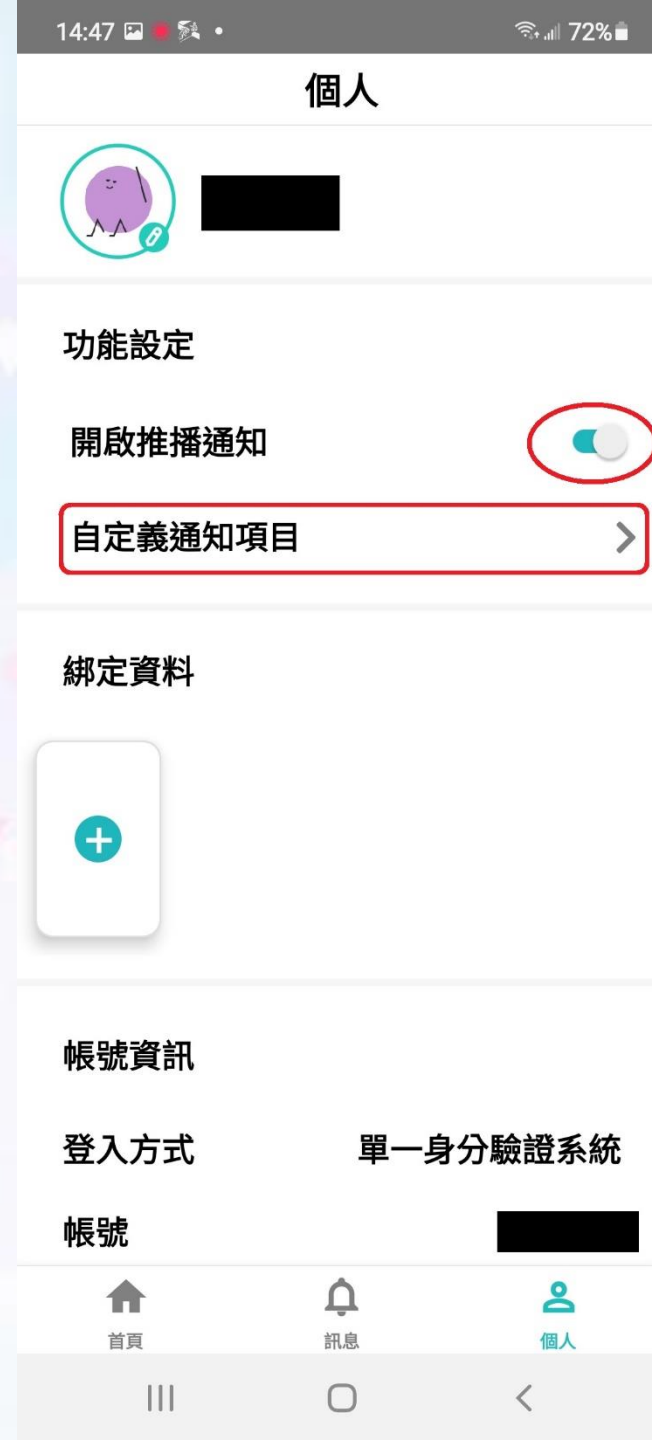 14:47 72%
個人
功能設定
開啟推播通知
自定義通知項目
綁定資料
帳號資訊
登入方式 單一身分驗證系統
帳號
首頁 訊息 個人